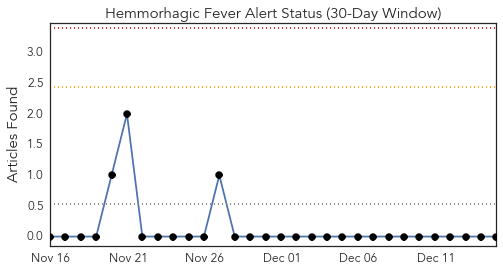 Hemmorhagic Fever Alert Status (30-Day Window)
Articles Found
3.0
2.5
2.0
1.5
1.0
0.5
0.0
Nov 16 Nov 21 Nov 26 Dec 01 Dec 06 Dec 11